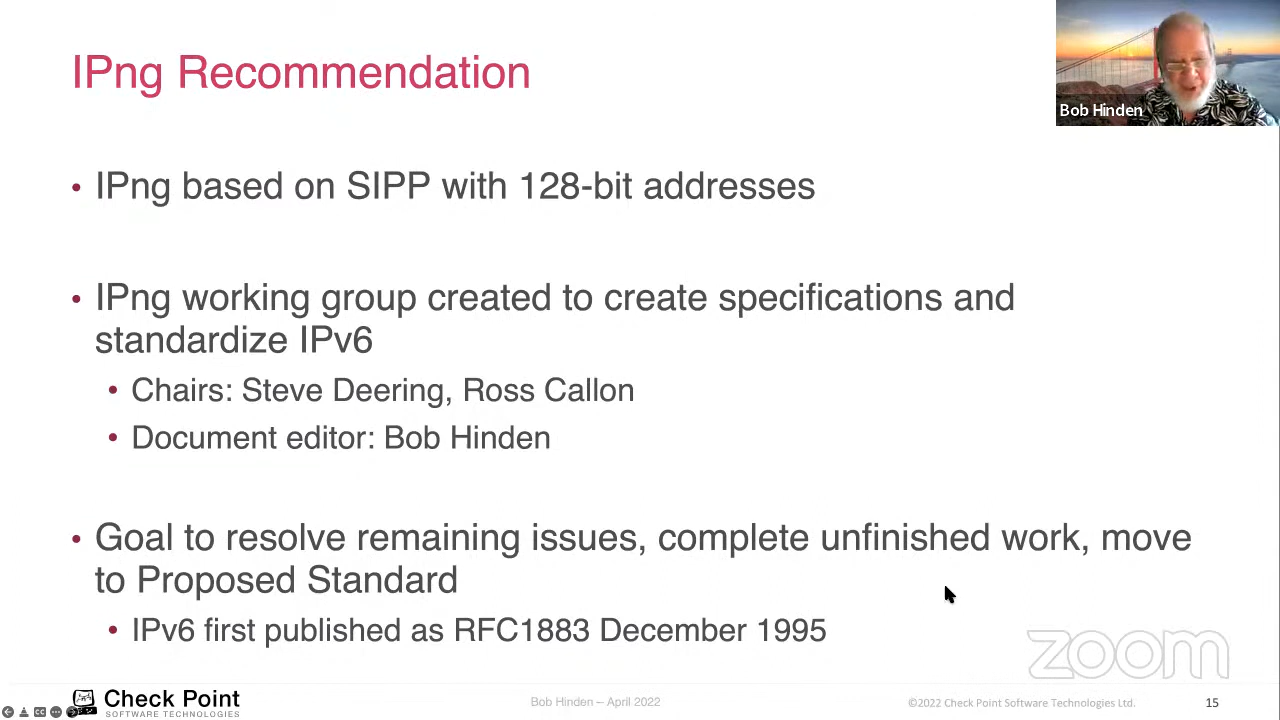 IPng Recommendation
Bob Hinden
• IPng based on SIPP with 128-bit addresses
• IPng working group created to create specifications and
standardize IPv6
• Chairs: Steve Deering, Ross Callon
• Document editor: Bob Hinden
• Goal to resolve remaining issues, complete unfinished work, move
to Proposed Standard
• IPv6 first published as RFC1883 December 1995
zoom
Check Point
SOFTWARE TECHNOLOGIES
Bob Hinden – April 2022
©2022 Check Point Software Technologies Ltd.
15